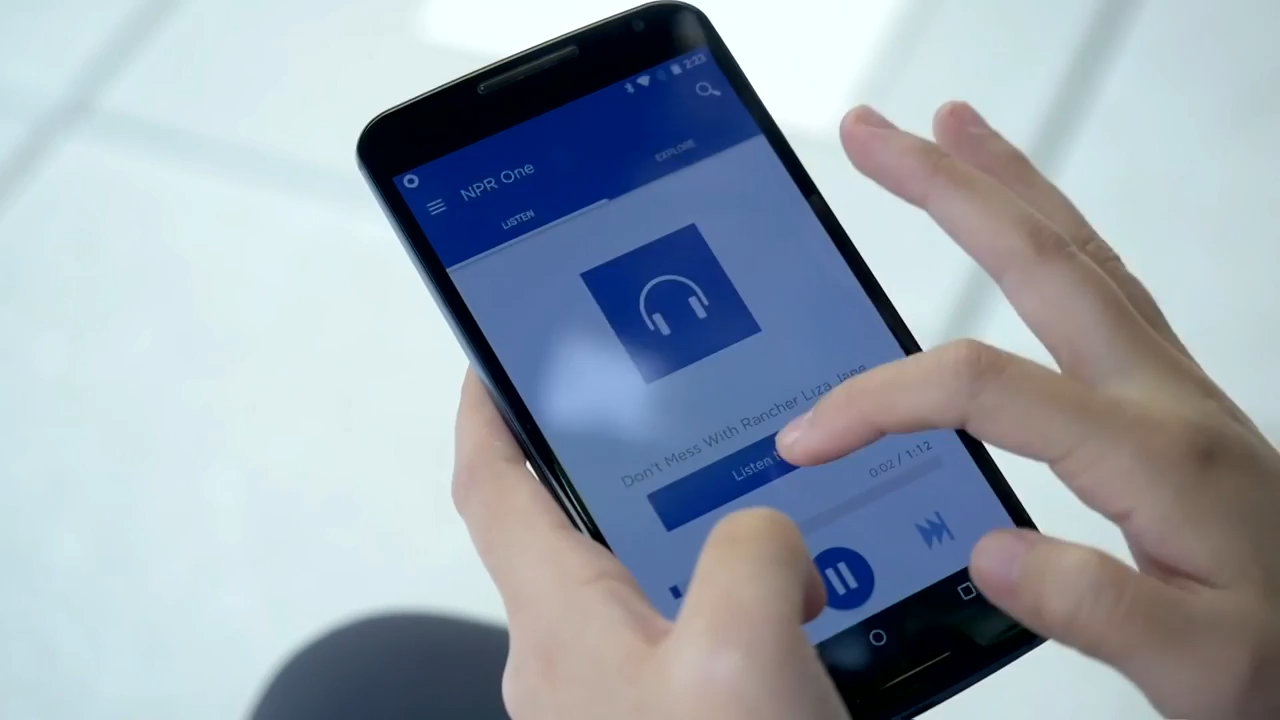 2:23
NPR One
LISTEN
EXPLORE
Don't Mess With Rancher Liza Jane
Listen
0:02 / 1:12